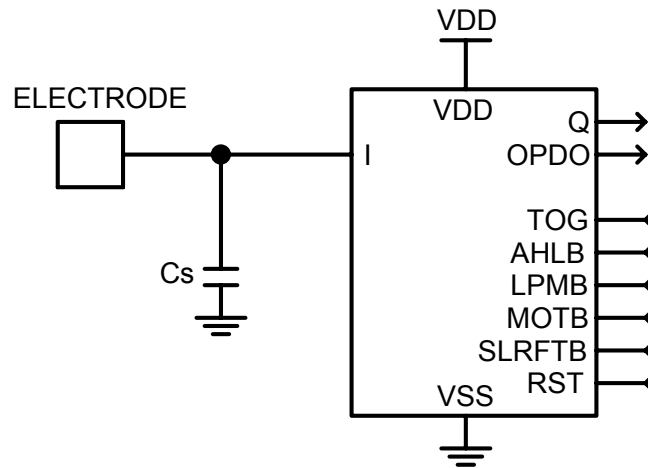 VDD
ELECTRODE
VDD
Q
I
OPDO
TOG
AHLB
Cs
LPMB
MOTB
SLRFTB
RST
VSS